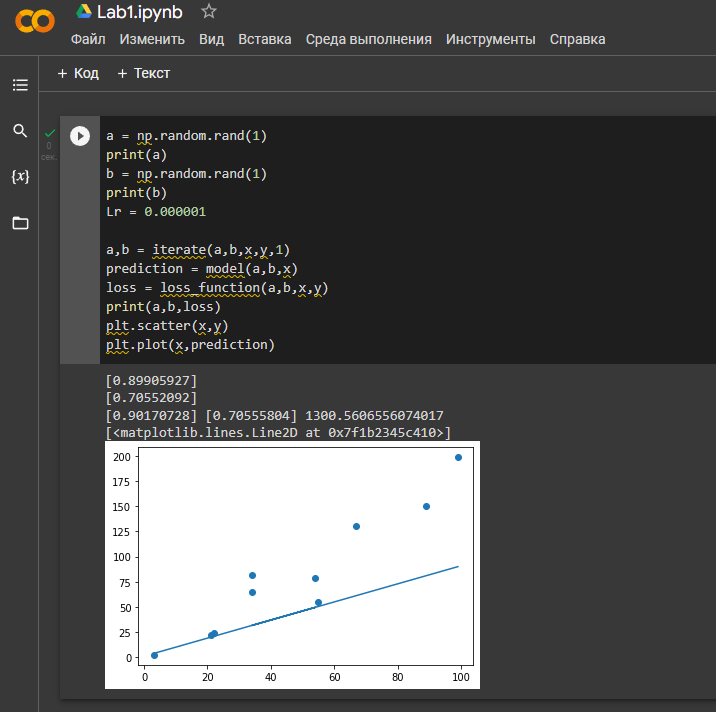 Lab1.ipynb
Файл Изменить Вид Вставка Среда выполнения Инструменты Справка
+ Код + Текст
{x}
0
сек.
a = np.random.rand(1)
print(a)
b = np.random.rand(1)
print(b)
Lr = 0.000001
a,b = iterate(a,b,x,y,1)
prediction = model(a,b,x)
loss = loss_function(a,b,x,y)
print(a,b,loss)
plt.scatter(x,y)
plt.plot(x,prediction)
[0.89905927]
[0.70552092]
[0.90170728] [0.70555804] 1300.5606556074017
[<matplotlib.lines.Line2D at 0x7f1b2345c410>]
200
175
150
125
100
75
50
25
0
0 20 40 60 80 100